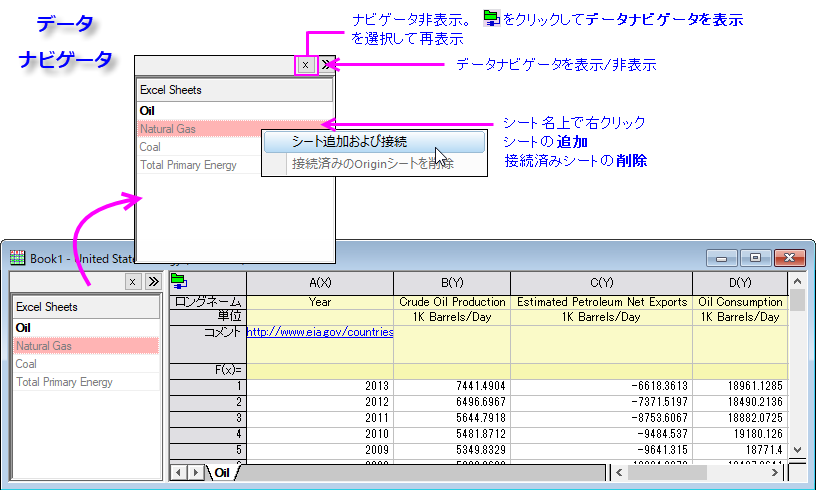 データ
ナビゲータ
ナビゲータ非表示。 をクリックしてデータナビゲータを表示
を選択して再表示
データナビゲータを表示/非表示
x
Excel Sheets
Oil
Natural Gas
Coal
Total Primary Energy
シート追加および接続
接続済みのOriginシートを削除
シート名上で右クリック
シートの追加
接続済みシートの削除
Book1 - United State
x
Excel Sheets
Oil
Natural Gas
Coal
Total Primary Energy
A(X) B(Y) C(Y) D(Y)
ロングネーム Year Crude Oil Production Estimated Petroleum Net Exports Oil Consumption
単位 1K Barrels/Day 1K Barrels/Day 1K Barrels/Day
コメント http://www.eia.gov/countries
F(x)=
1 2013 7441.4904 -6618.3613 18961.1285
2 2012 6496.6967 -7371.5197 18490.2136
3 2011 5644.7918 -8753.6067 18882.0725
4 2010 5481.8712 -9484.537 19180.126
5 2009 5349.8329 -9641.315 18771.4
Oil